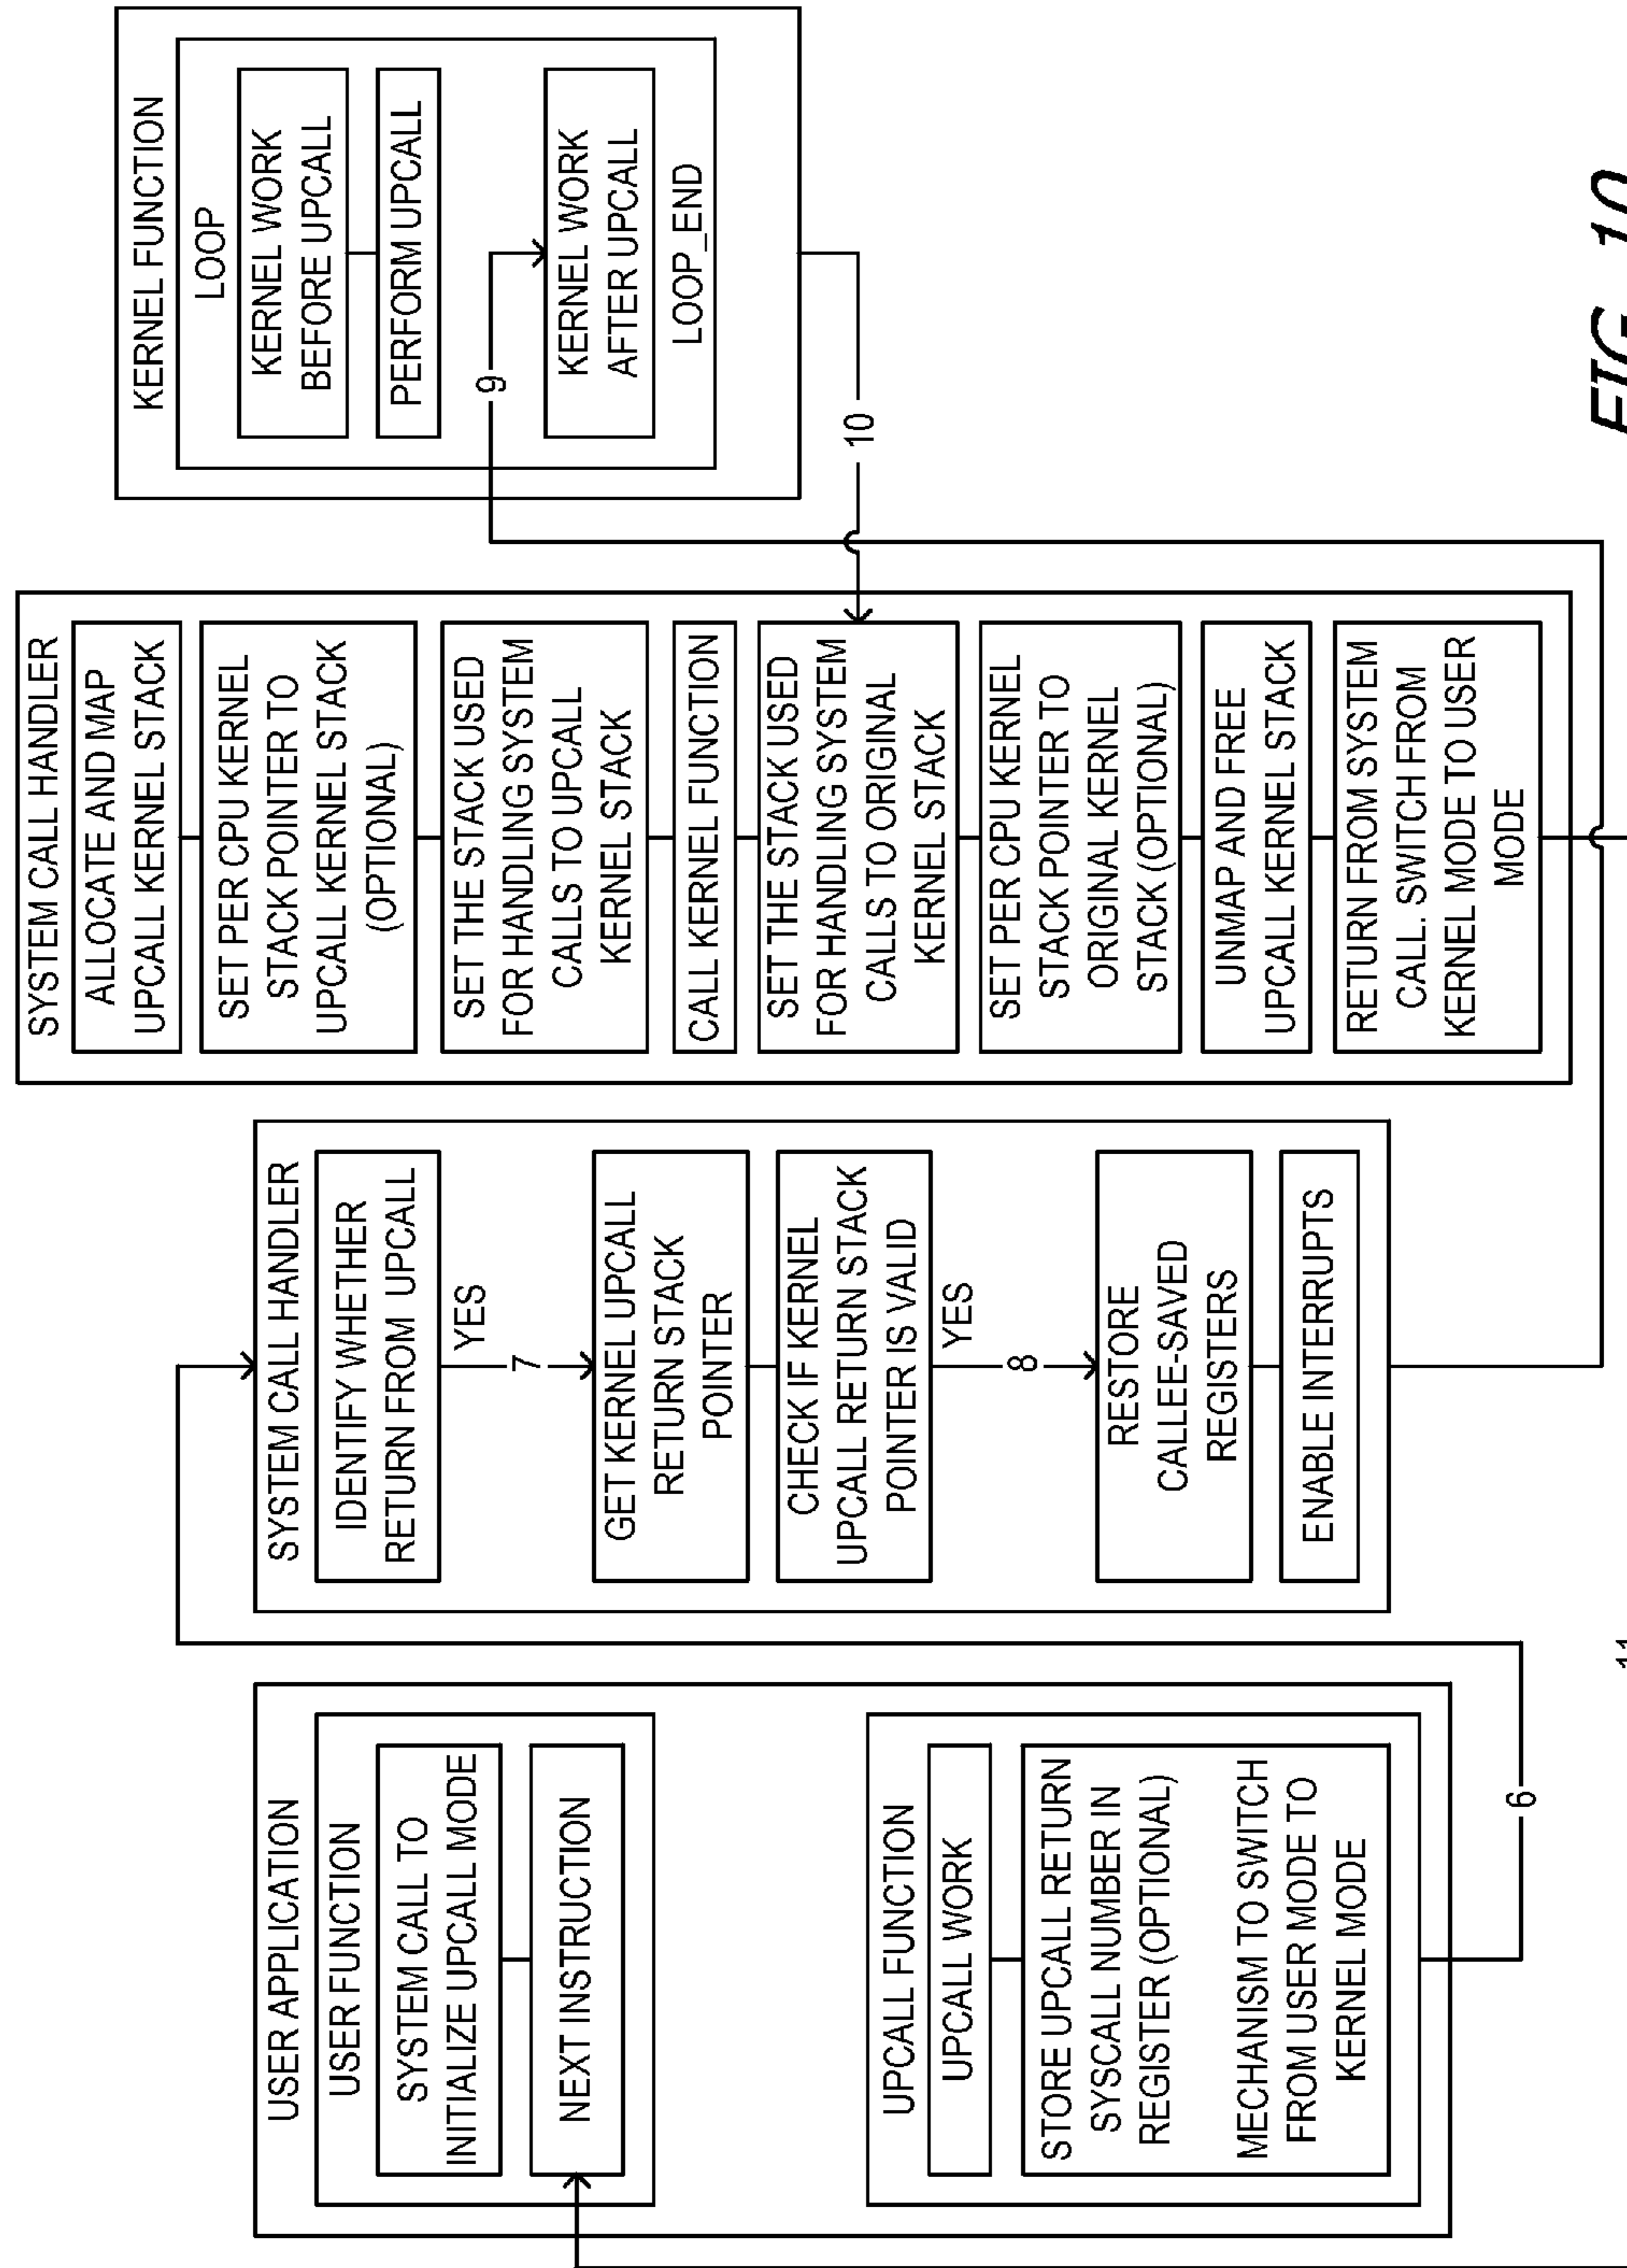 USER APPLICATION
USER FUNCTION
SYSTEM CALL TO
INITIALIZE UPCALL MODE
NEXT INSTRUCTION
UPCALL FUNCTION
UPCALL WORK
STORE UPCALL RETURN
SYSCALL NUMBER IN
REGISTER (OPTIONAL)
MECHANISM TO SWITCH
FROM USER MODE TO
KERNEL MODE
6
11
SYSTEM CALL HANDLER
IDENTIFY WHETHER
RETURN FROM UPCALL
YES
7
GET KERNEL UPCALL
RETURN STACK
POINTER
CHECK IF KERNEL
UPCALL RETURN STACK
POINTER IS VALID
YES
8
RESTORE
CALLEE-SAVED
REGISTERS
ENABLE INTERRUPTS
SYSTEM CALL HANDLER
ALLOCATE AND MAP
UPCALL KERNEL STACK
SET PER CPU KERNEL
STACK POINTER TO
UPCALL KERNEL STACK
(OPTIONAL)
SET THE STACK USED
FOR HANDLING SYSTEM
CALLS TO UPCALL
KERNEL STACK
CALL KERNEL FUNCTION
SET THE STACK USED
FOR HANDLING SYSTEM
CALLS TO ORIGINAL
KERNEL STACK
SET PER CPU KERNEL
STACK POINTER TO
ORIGINAL KERNEL
STACK (OPTIONAL)
UNMAP AND FREE
UPCALL KERNEL STACK
RETURN FROM SYSTEM
CALL. SWITCH FROM
KERNEL MODE TO USER
MODE
KERNEL FUNCTION
LOOP
KERNEL WORK
BEFORE UPCALL
PERFORM UPCALL
9
KERNEL WORK
AFTER UPCALL
LOOP_END
10
FIG. 10